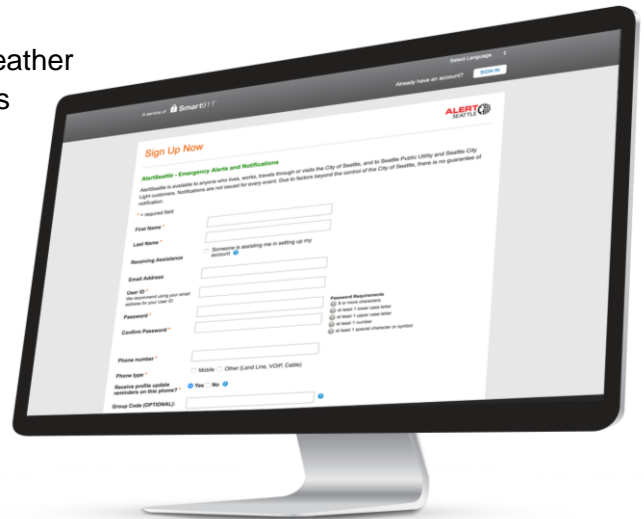 eather
s
Select Language
A service of Smart911™
Already have an account? SIGN IN
ALERT
SEATTLE
Sign Up Now
AlertSeattle - Emergency Alerts and Notifications
AlertSeattle is available to anyone who lives, works, travels through or visits the City of Seattle, and to Seattle Public Utility and Seattle City
Light customers. Notifications are not issued for every event. Due to factors beyond the control of the City of Seattle, there is no guarantee of
notification.
* = required field
First Name *
Last Name *
Receiving Assistance
Someone is assisting me in setting up my
account ?
Email Address
User ID *
We recommend using your email
address for your User ID.
Password *
Confirm Password *
Password Requirements
8 or more characters
at least 1 lower case letter
at least 1 upper case letter
at least 1 number
at least 1 special character or symbol
Phone number *
Phone type *
Mobile Other (Land Line, VOIP, Cable)
Receive profile update
reminders on this phone? * Yes No ?
Group Code (OPTIONAL): ?